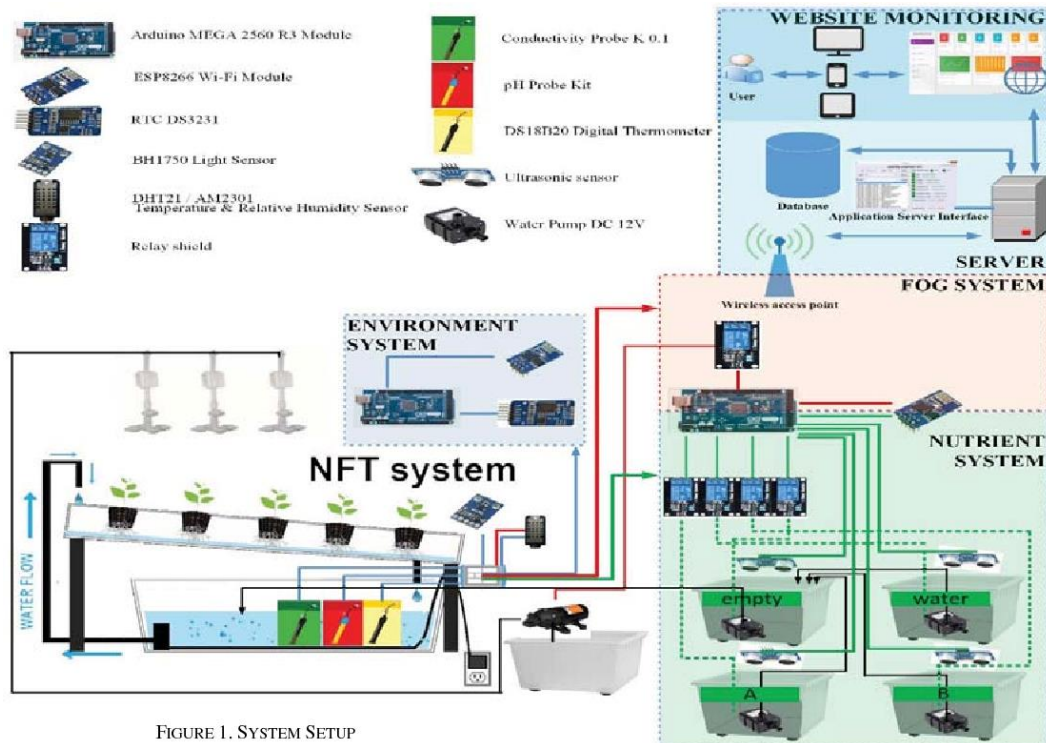 Arduino MEGA 2560 R3 Module
ESP8266 Wi-Fi Module
RTC DS3231
BH1750 Light Sensor
DHT21 / AM2301
Temperature & Relative Humidity Sensor
Relay shield
Conductivity Probe K 0.1
pH Probe Kit
DS18B20 Digital Thermometer
Ultrasonic sensor
Water Pump DC 12V
WEBSITE MONITORING
User
Database
Application Server Interface
SERVER
FOG SYSTEM
Wireless access point
ENVIRONMENT
SYSTEM
NUTRIENT
SYSTEM
NFT system
WATER FLOW
empty
water
A
B
FIGURE 1. SYSTEM SETUP